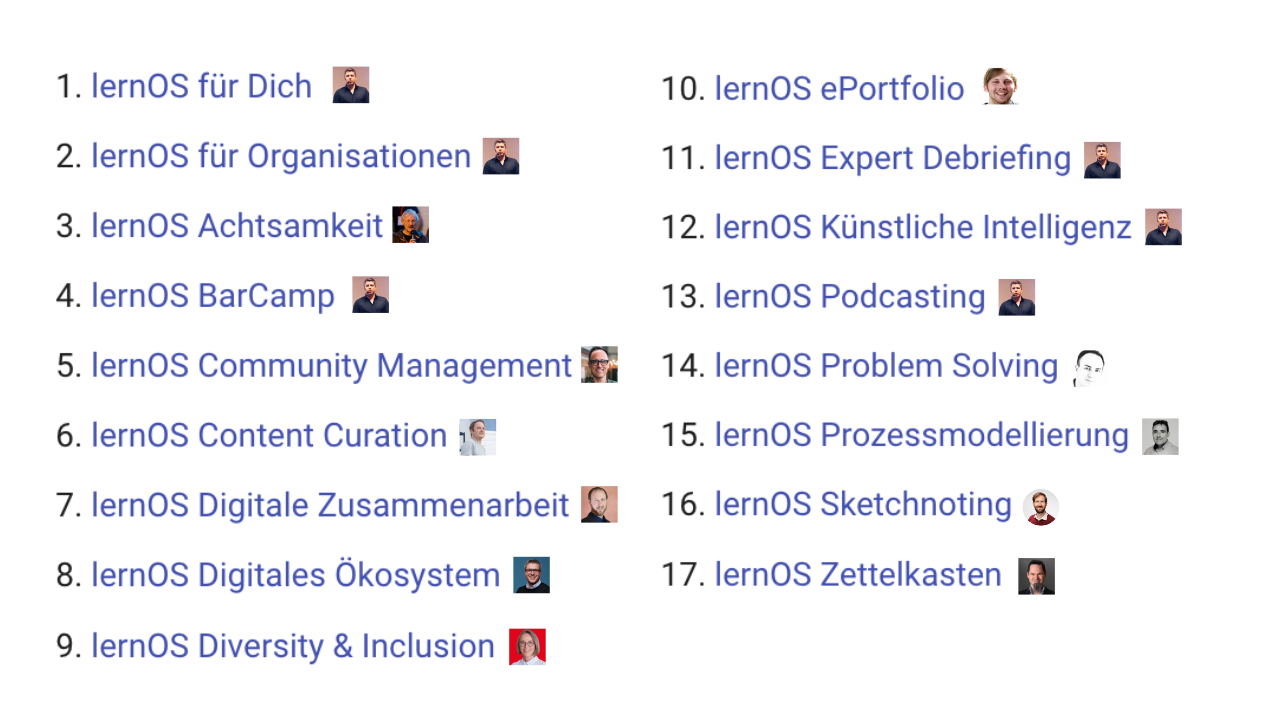 1. lernOS für Dich
2. lernOS für Organisationen
3. lernOS Achtsamkeit
4. lernOS BarCamp
5. lernOS Community Management
6. lernOS Content Curation
7. lernOS Digitale Zusammenarbeit
8. lernOS Digitales Ökosystem
9. lernOS Diversity & Inclusion
10. lernOS ePortfolio
11. lernOS Expert Debriefing
12. lernOS Künstliche Intelligenz
13. lernOS Podcasting
14. lernOS Problem Solving
15. lernOS Prozessmodellierung
16. lernOS Sketchnoting
17. lernOS Zettelkasten